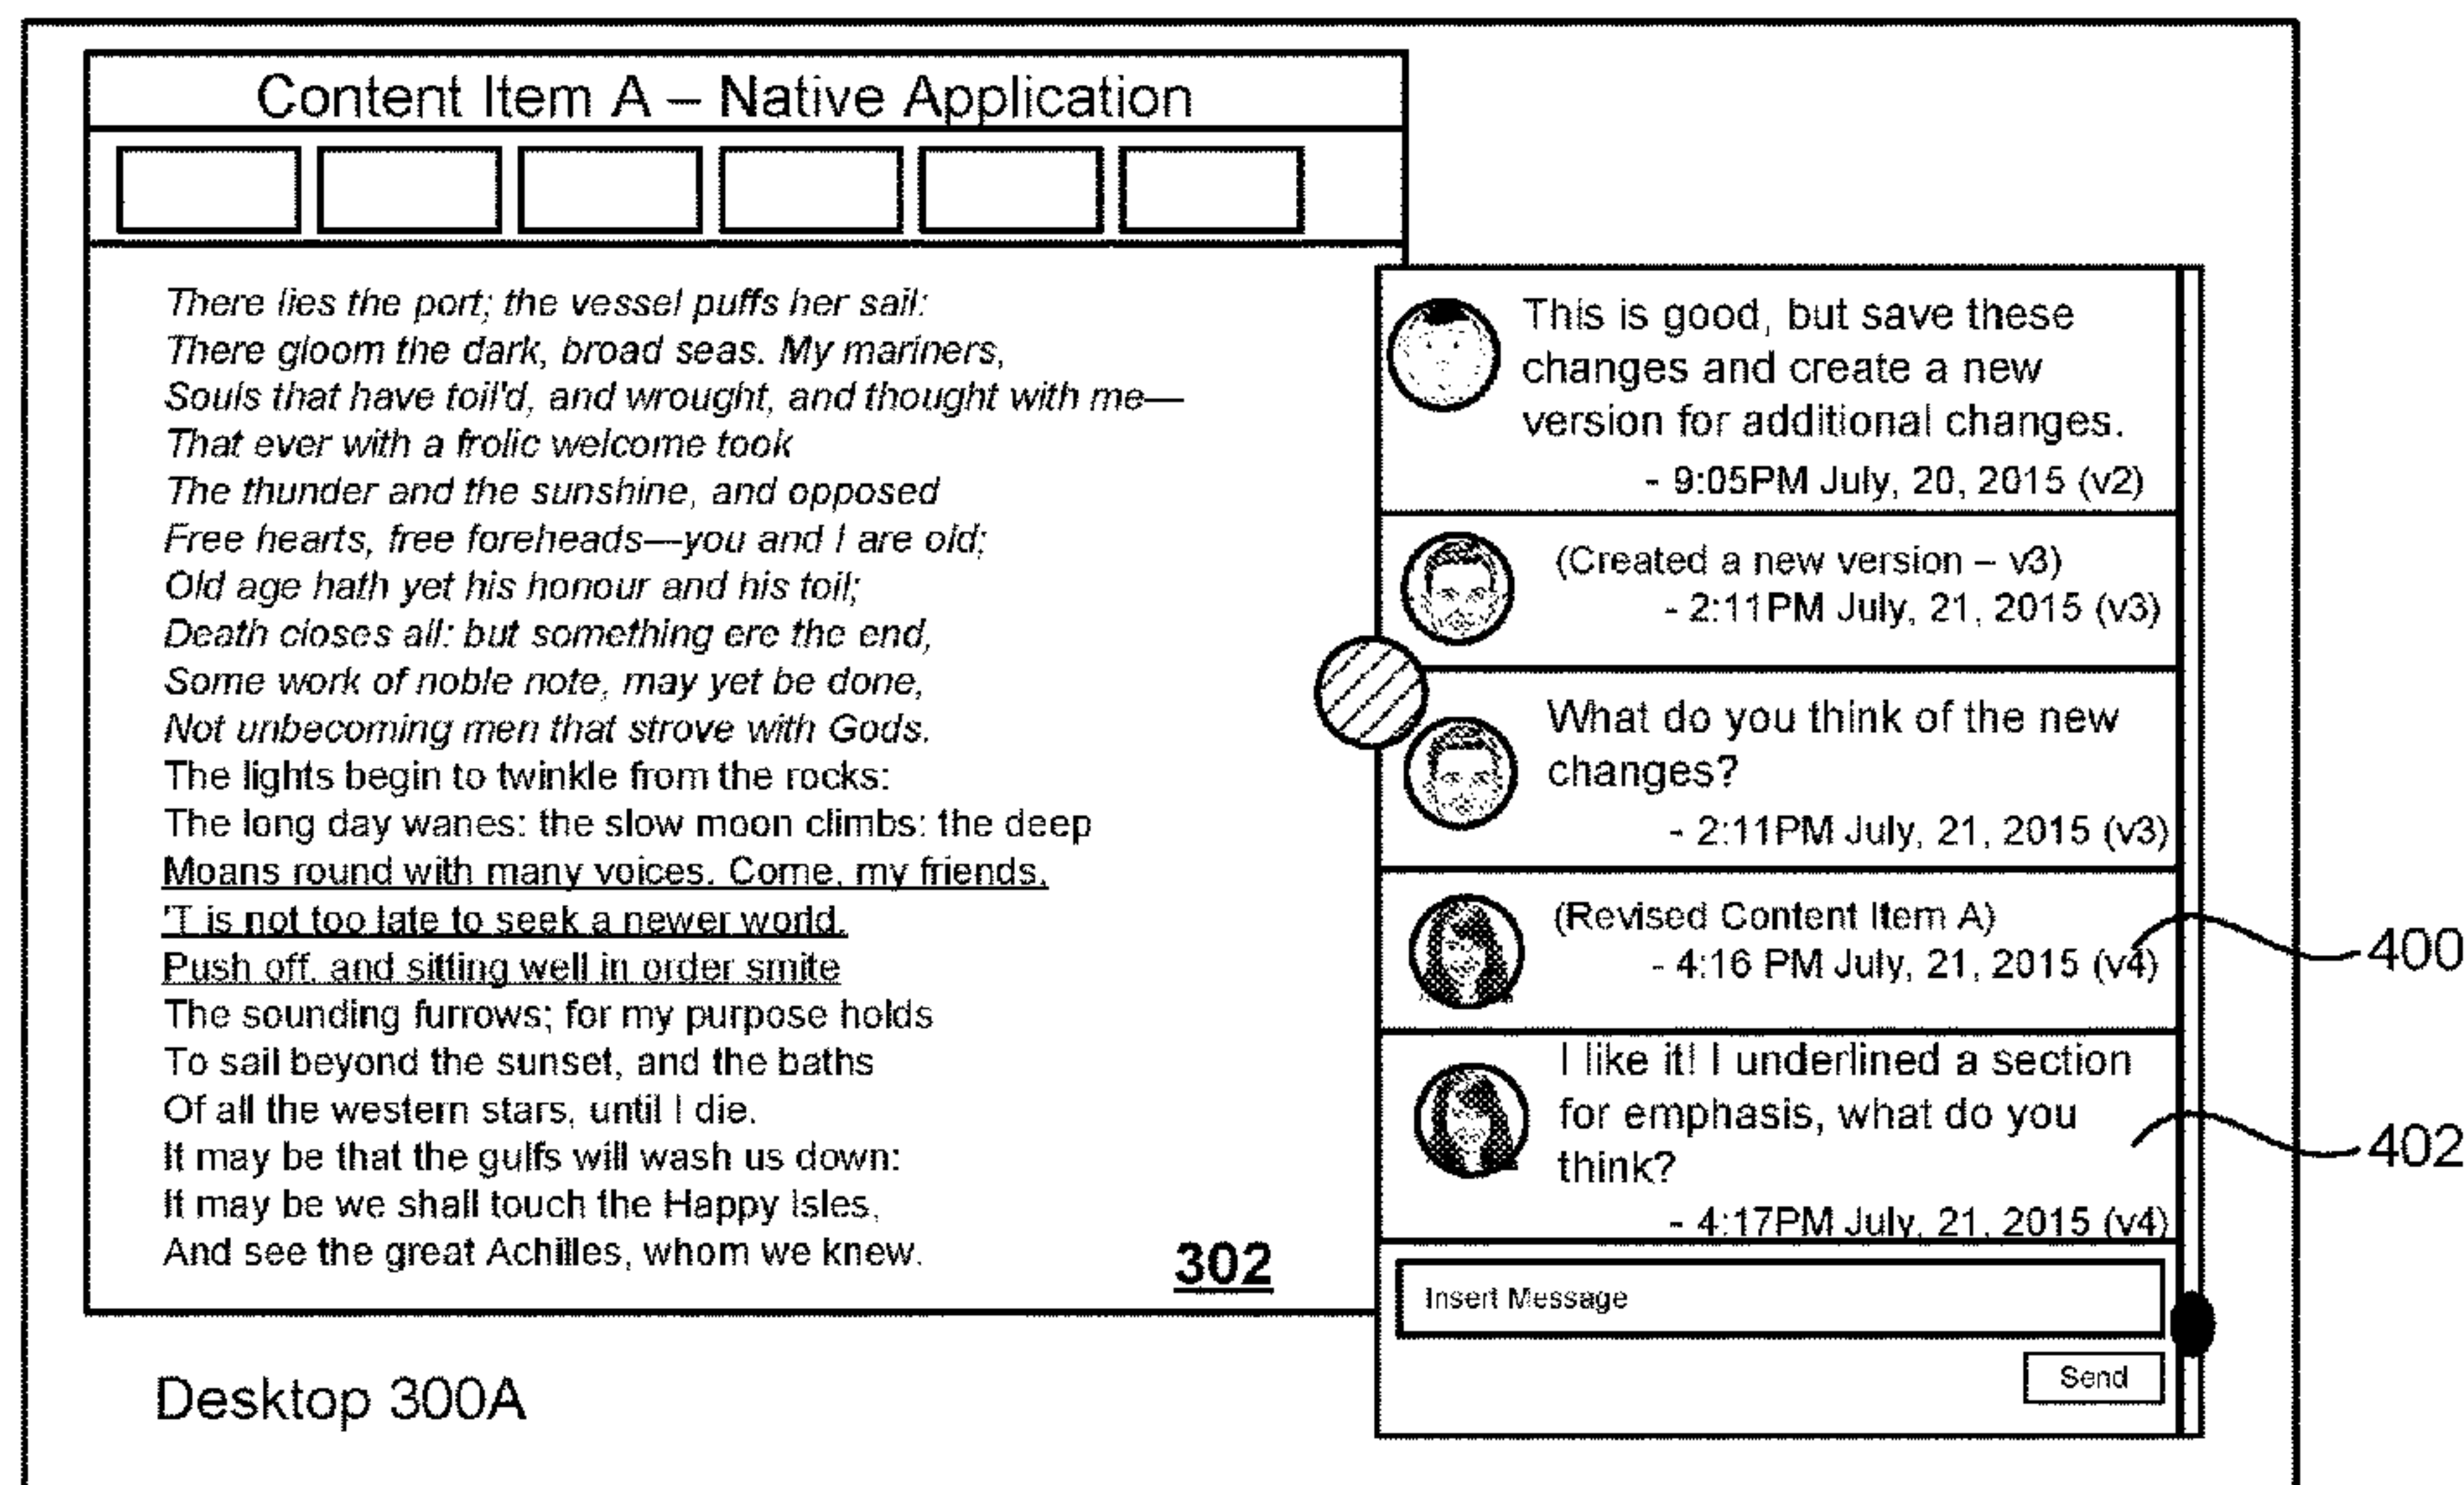 Content Item A – Native Application
There lies the port; the vessel puffs her sail:
There gloom the dark, broad seas. My mariners,
Souls that have toil'd, and wrought, and thought with me—
That ever with a frolic welcome took
The thunder and the sunshine, and opposed
Free hearts, free foreheads—you and I are old;
Old age hath yet his honour and his toil;
Death closes all: but something ere the end,
Some work of noble note, may yet be done,
Not unbecoming men that strove with Gods.
The lights begin to twinkle from the rocks:
The long day wanes: the slow moon climbs: the deep
Moans round with many voices. Come, my friends,
'T is not too late to seek a newer world.
Push off, and sitting well in order smite
The sounding furrows; for my purpose holds
To sail beyond the sunset, and the baths
Of all the western stars, until I die.
It may be that the gulfs will wash us down:
It may be we shall touch the Happy Isles,
And see the great Achilles, whom we knew.
302
This is good, but save these
changes and create a new
version for additional changes.
- 9:05PM July, 20, 2015 (v2)
(Created a new version – v3)
- 2:11PM July, 21, 2015 (v3)
What do you think of the new
changes?
- 2:11PM July, 21, 2015 (v3)
(Revised Content Item A)
- 4:16 PM July, 21, 2015 (v4)
400
I like it! I underlined a section
for emphasis, what do you
think?
- 4:17PM July, 21, 2015 (v4)
402
Insert Message
Send
Desktop 300A